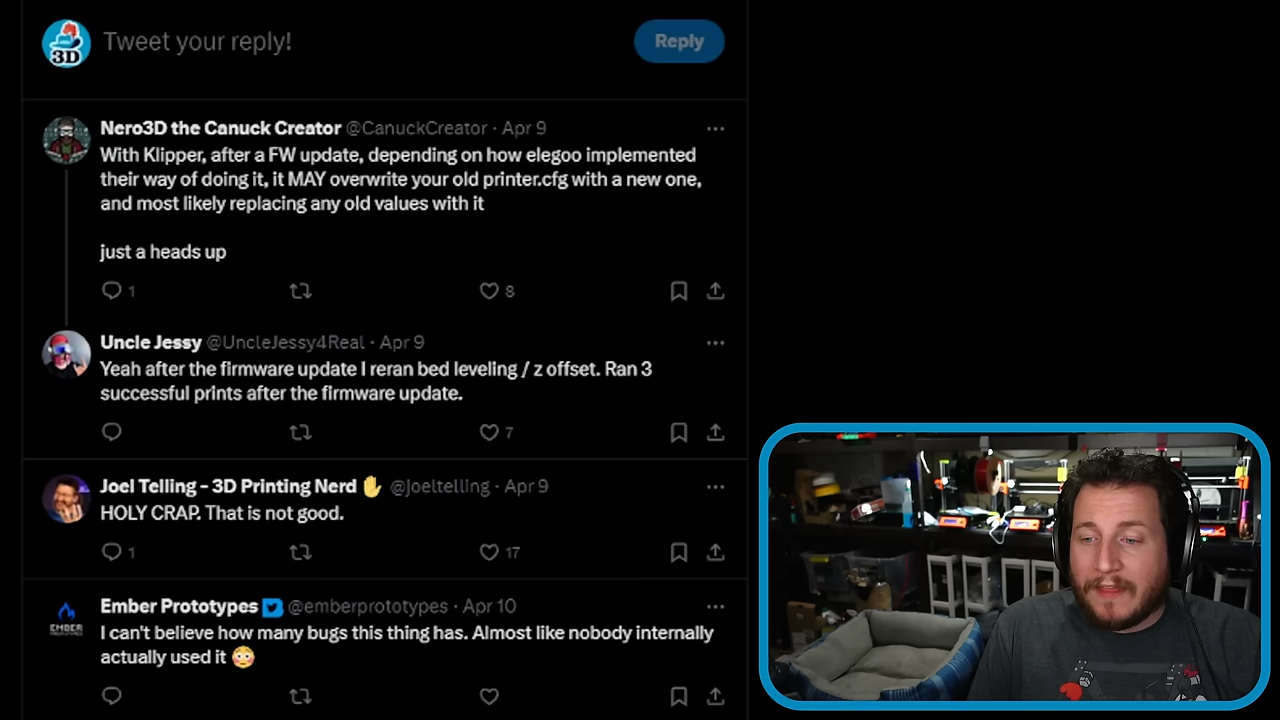 3D
Tweet your reply!
Reply
Nero3D the Canuck Creator @CanuckCreator · Apr 9
With Klipper, after a FW update, depending on how elegoo implemented
their way of doing it, it MAY overwrite your old printer.cfg with a new one,
and most likely replacing any old values with it
just a heads up
1
8
Uncle Jessy @UncleJessy4Real · Apr 9
Yeah after the firmware update I reran bed leveling / z offset. Ran 3
successful prints after the firmware update.
7
Joel Telling - 3D Printing Nerd ✋ @joeltelling · Apr 9
HOLY CRAP. That is not good.
1
17
Ember Prototypes @emberprototypes · Apr 10
EMBER
I can't believe how many bugs this thing has. Almost like nobody internally
actually used it 😳